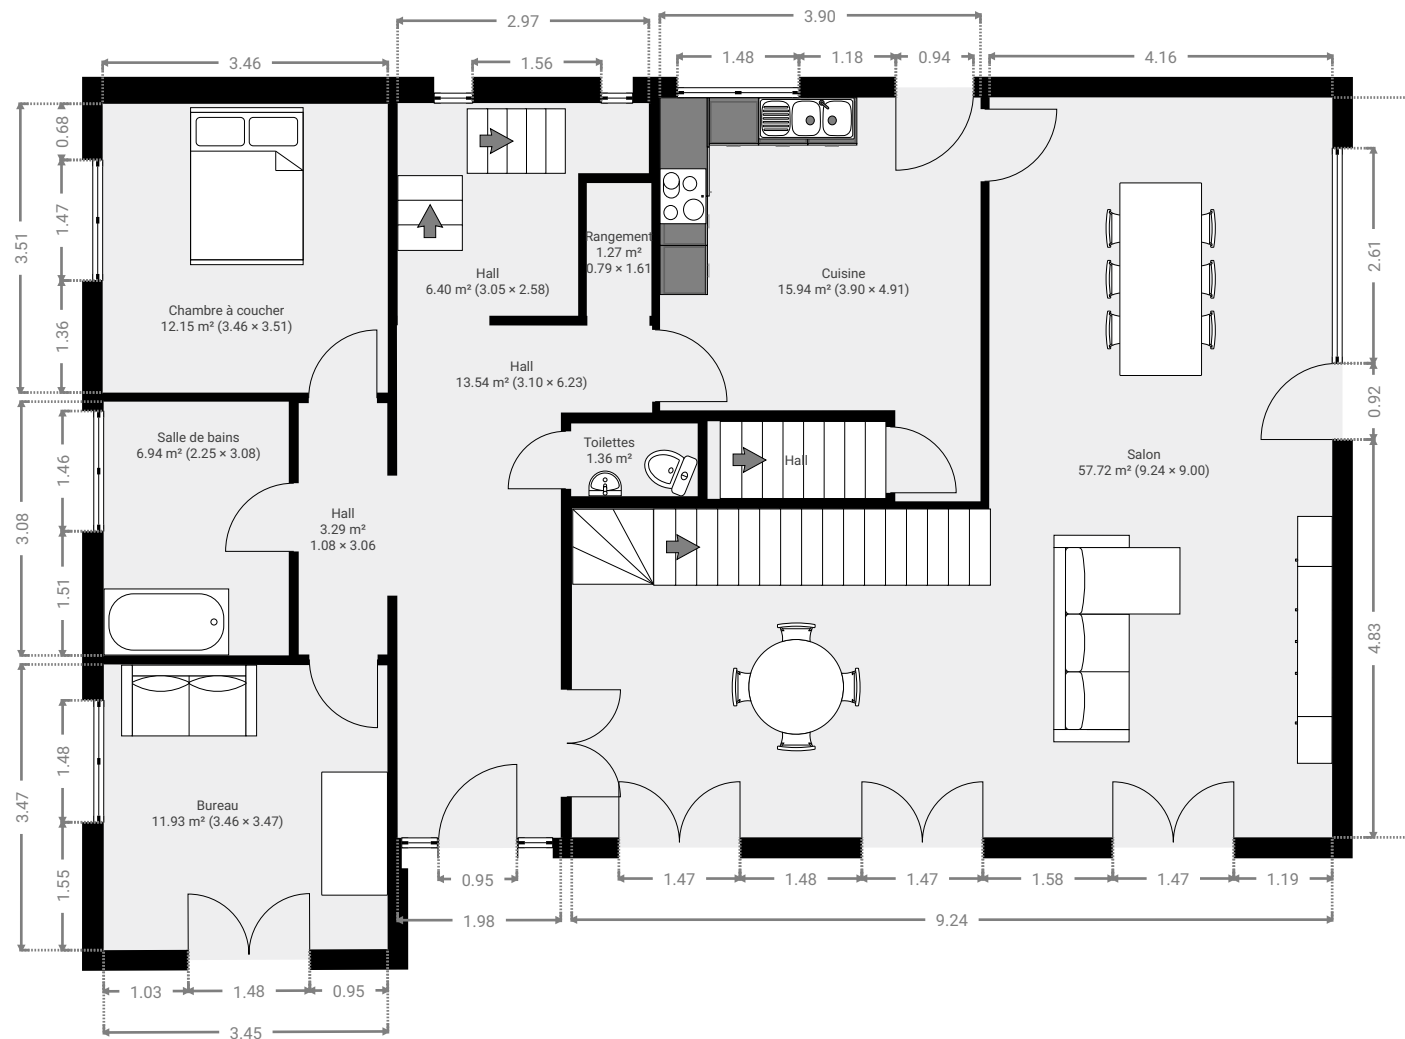 2.97
3.90
3.46
1.56
1.48
1.18
0.94
4.16
0.68
1.47
1.36
3.51
Rangement
1.27 m²
0.79 × 1.61
Hall
6.40 m² (3.05 × 2.58)
Cuisine
15.94 m² (3.90 × 4.91)
2.61
Chambre à coucher
12.15 m² (3.46 × 3.51)
Hall
13.54 m² (3.10 × 6.23)
0.92
Salle de bains
6.94 m² (2.25 × 3.08)
Toilettes
1.36 m²
Hall
Salon
57.72 m² (9.24 × 9.00)
1.46
3.08
1.51
Hall
3.29 m²
1.08 × 3.06
4.83
1.48
3.47
1.55
Bureau
11.93 m² (3.46 × 3.47)
0.95
1.47
1.48
1.47
1.58
1.47
1.19
1.98
9.24
1.03
1.48
0.95
3.45